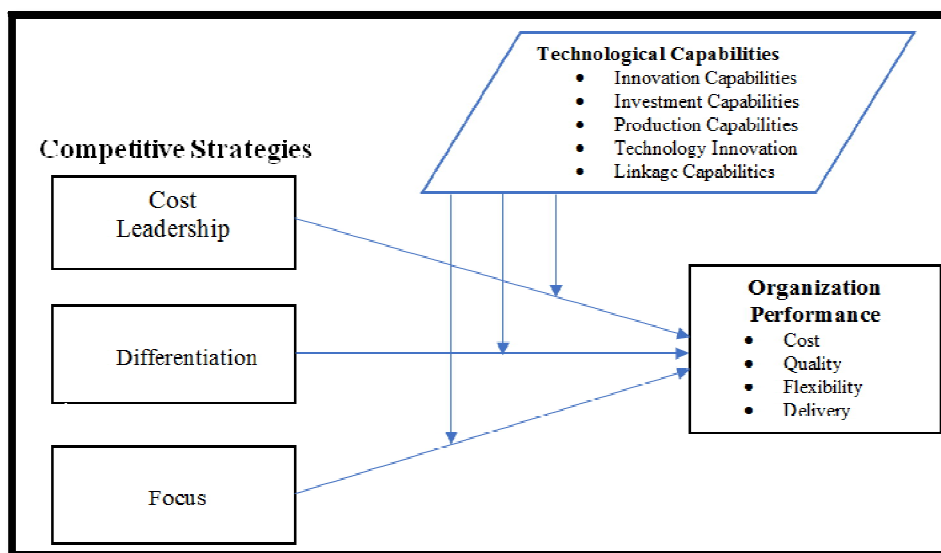 Technological Capabilities
• Innovation Capabilities
• Investment Capabilities
• Production Capabilities
• Technology Innovation
• Linkage Capabilities
Competitive Strategies
Cost
Leadership
Differentiation
Focus
Organization
Performance
• Cost
• Quality
• Flexibility
• Delivery